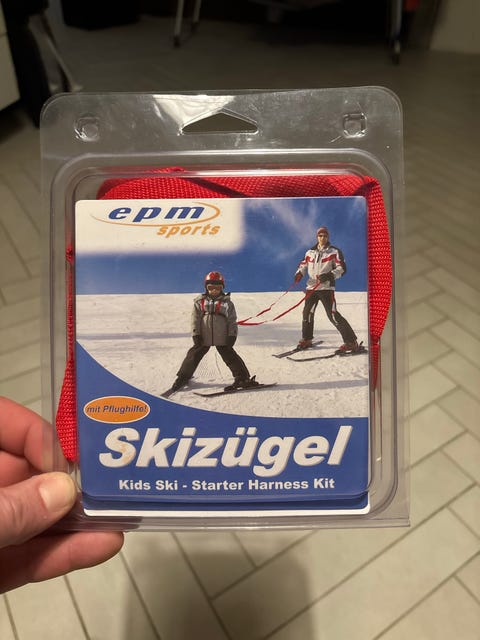 epm
sports
mit Pflughilfe!
Skizügel
Kids Ski - Starter Harness Kit